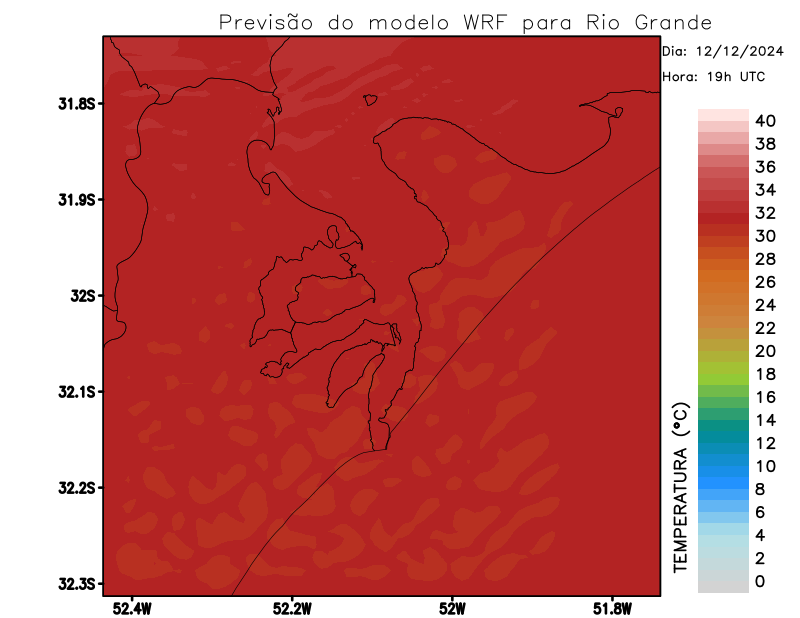 Previsão do modelo WRF para Rio Grande
Dia: 12/12/2024
Hora: 19h UTC
31.8S
31.9S
32S
32.1S
32.2S
32.3S
52.4W
52.2W
52W
51.8W
TEMPERATURA (°C)
40
38
36
34
32
30
28
26
24
22
20
18
16
14
12
10
8
6
4
2
0